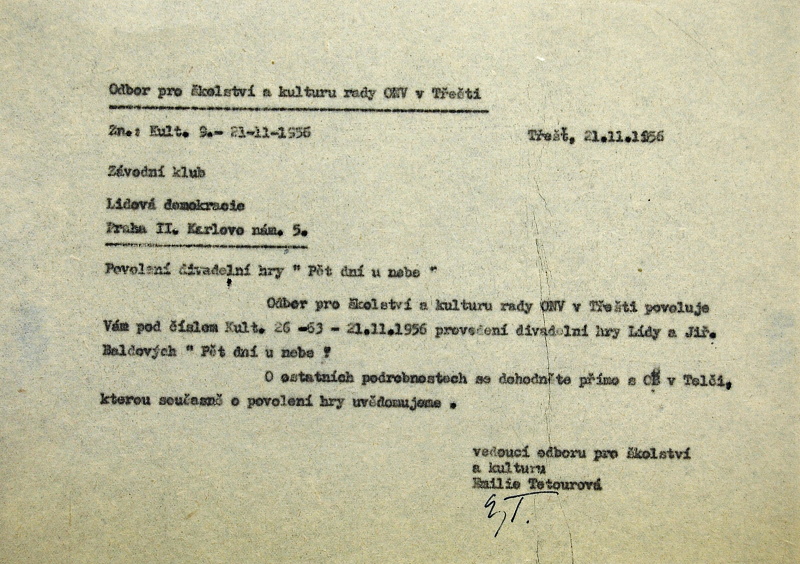 Odbor pro školství a kulturu rady ONV v Třešti
Zn.: Kult. 9.- 21-11-1956
Třešť, 21.11.1956
Závodní klub
Lidová demokracie
Praha II. Karlovo nám. 5.
Povolení divadelní hry " Pět dní u nebe "
Odbor pro školství a kulturu rady ONV v Třešti povoluje
Vám pod číslem Kult. 26 -63 - 21.11.1956 provedení divadelní hry Lídy a Jiř.
Baldových " Pět dní u nebe "
O ostatních podrobnostech se dohodněte přímo s OB v Telči,
kterou současně o povolení hry uvědomujeme .
vedoucí odboru pro školství
a kulturu
Emilie Tetourová
ET.